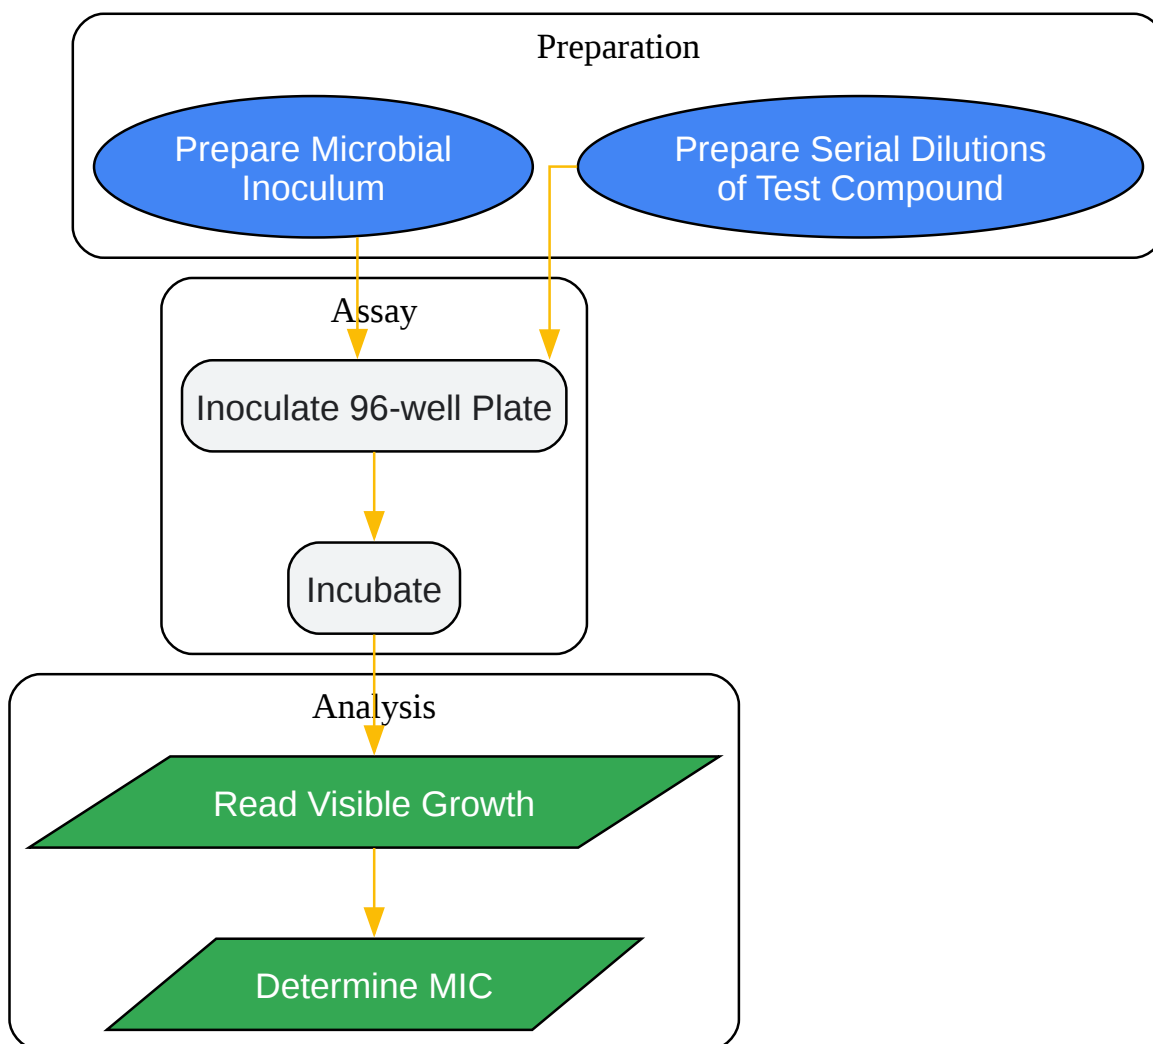 Preparation
Prepare Microbial
Inoculum
Prepare Serial Dilutions
of Test Compound
Assay
Inoculate 96-well Plate
Incubate
Analysis
Read Visible Growth
Determine MIC